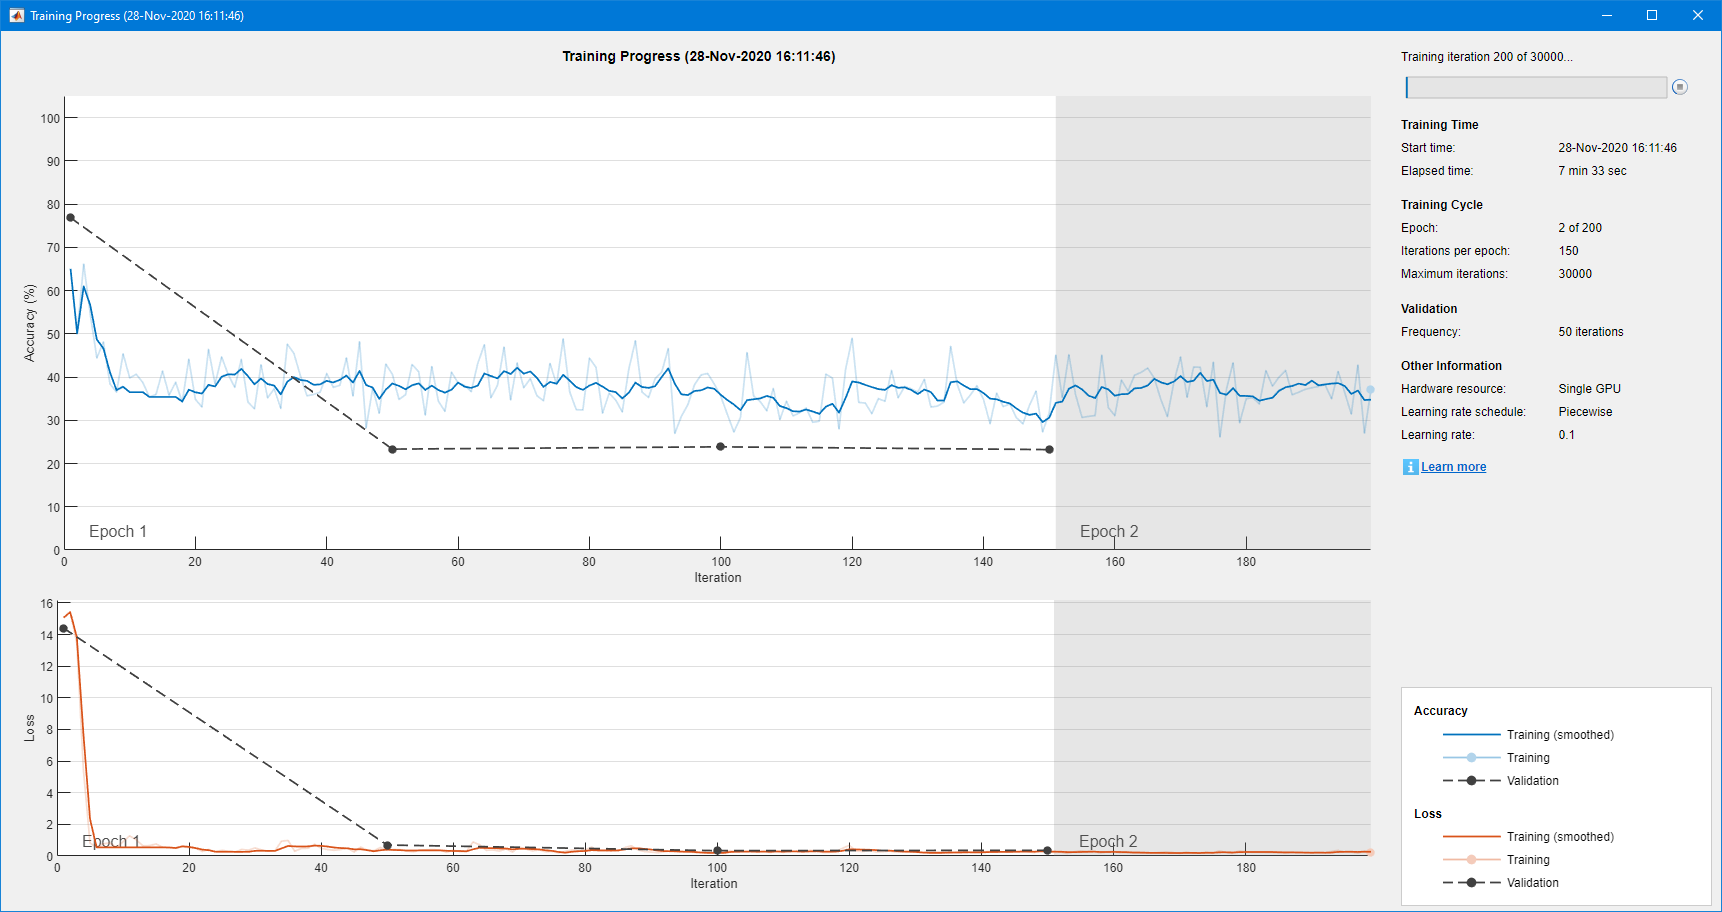 Training Progress (28-Nov-2020 16:11:46)
Training Progress (28-Nov-2020 16:11:46)
100
90
80
70
60
50
40
30
20
10
0
Accuracy (%)
Epoch 1
Epoch 2
0 20 40 60 80 100 120 140 160 180
Iteration
16
14
12
10
8
6
4
2
0
Loss
Epoch 1
Epoch 2
0 20 40 60 80 100 120 140 160 180
Iteration
Training iteration 200 of 30000...
Training Time
Start time: 28-Nov-2020 16:11:46
Elapsed time: 7 min 33 sec
Training Cycle
Epoch: 2 of 200
Iterations per epoch: 150
Maximum iterations: 30000
Validation
Frequency: 50 iterations
Other Information
Hardware resource: Single GPU
Learning rate schedule: Piecewise
Learning rate: 0.1
i Learn more
Accuracy
Training (smoothed)
Training
Validation
Loss
Training (smoothed)
Training
Validation